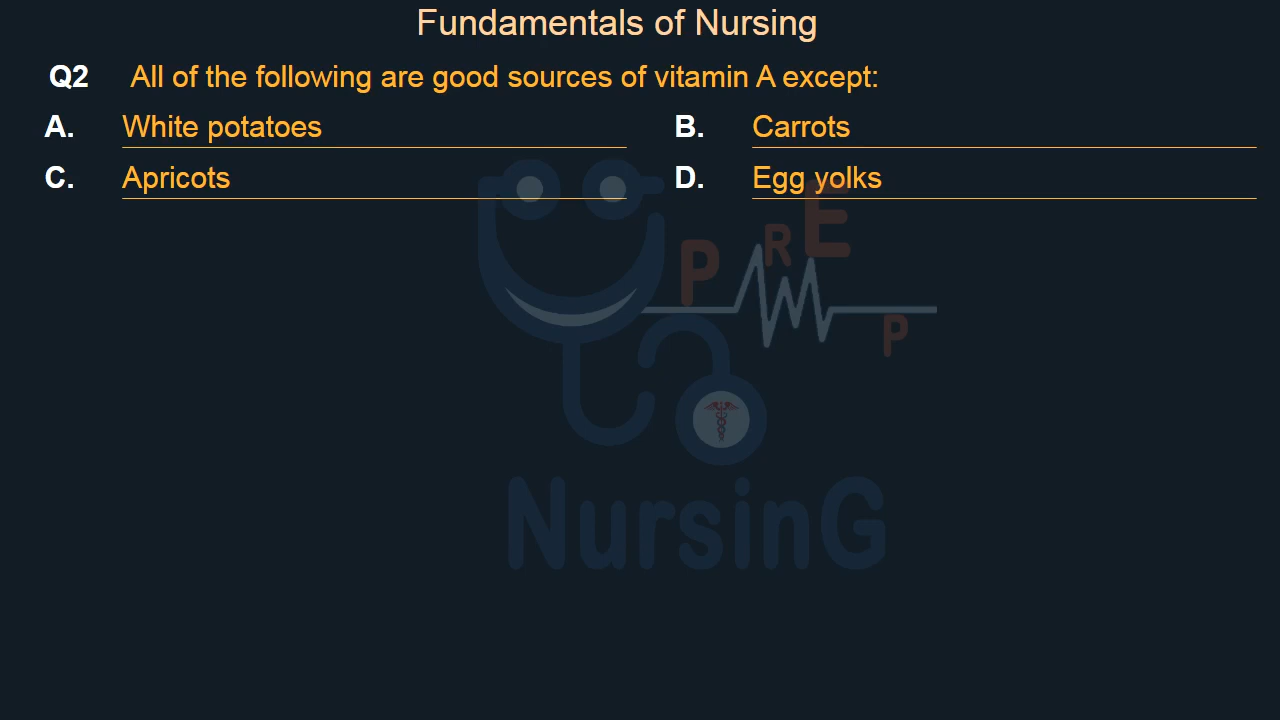 Fundamentals of Nursing
Q2 All of the following are good sources of vitamin A except:
A. White potatoes B. Carrots
C. Apricots D. Egg yolks
PREP
NursinG